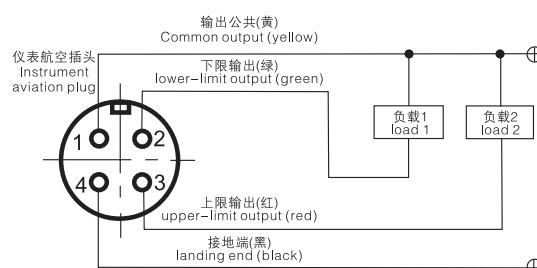 输出公共(黄)
Common output (yellow)
仪表航空插头
Instrument
aviation plug
下限输出(绿)
lower-limit output (green)
负载1
load 1
负载2
load 2
1
2
4
3
上限输出(红)
upper-limit output (red)
接地端(黑)
landing end (black)